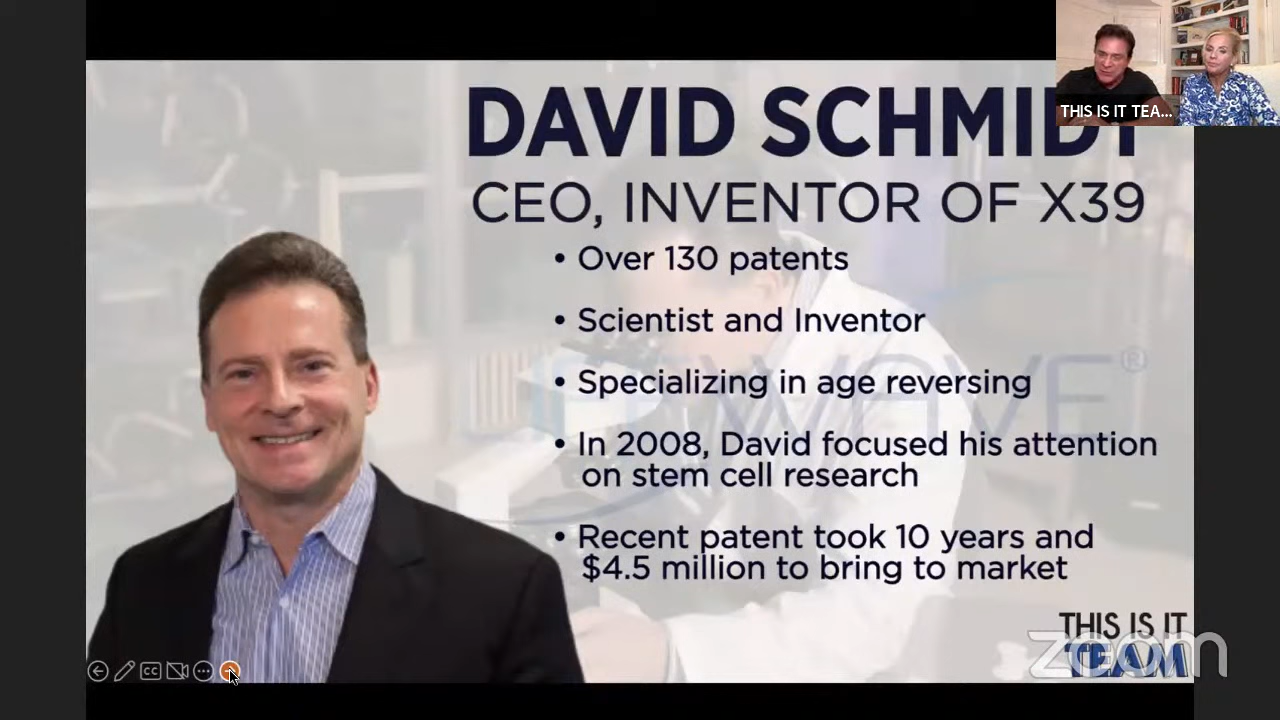 THIS IS IT TEA...
DAVID SCHMIDT
CEO, INVENTOR OF X39
• Over 130 patents
• Scientist and Inventor
• Specializing in age reversing
• In 2008, David focused his attention
on stem cell research
• Recent patent took 10 years and
$4.5 million to bring to market
WAVE®
THIS IS IT
TEAM
zoom
CC